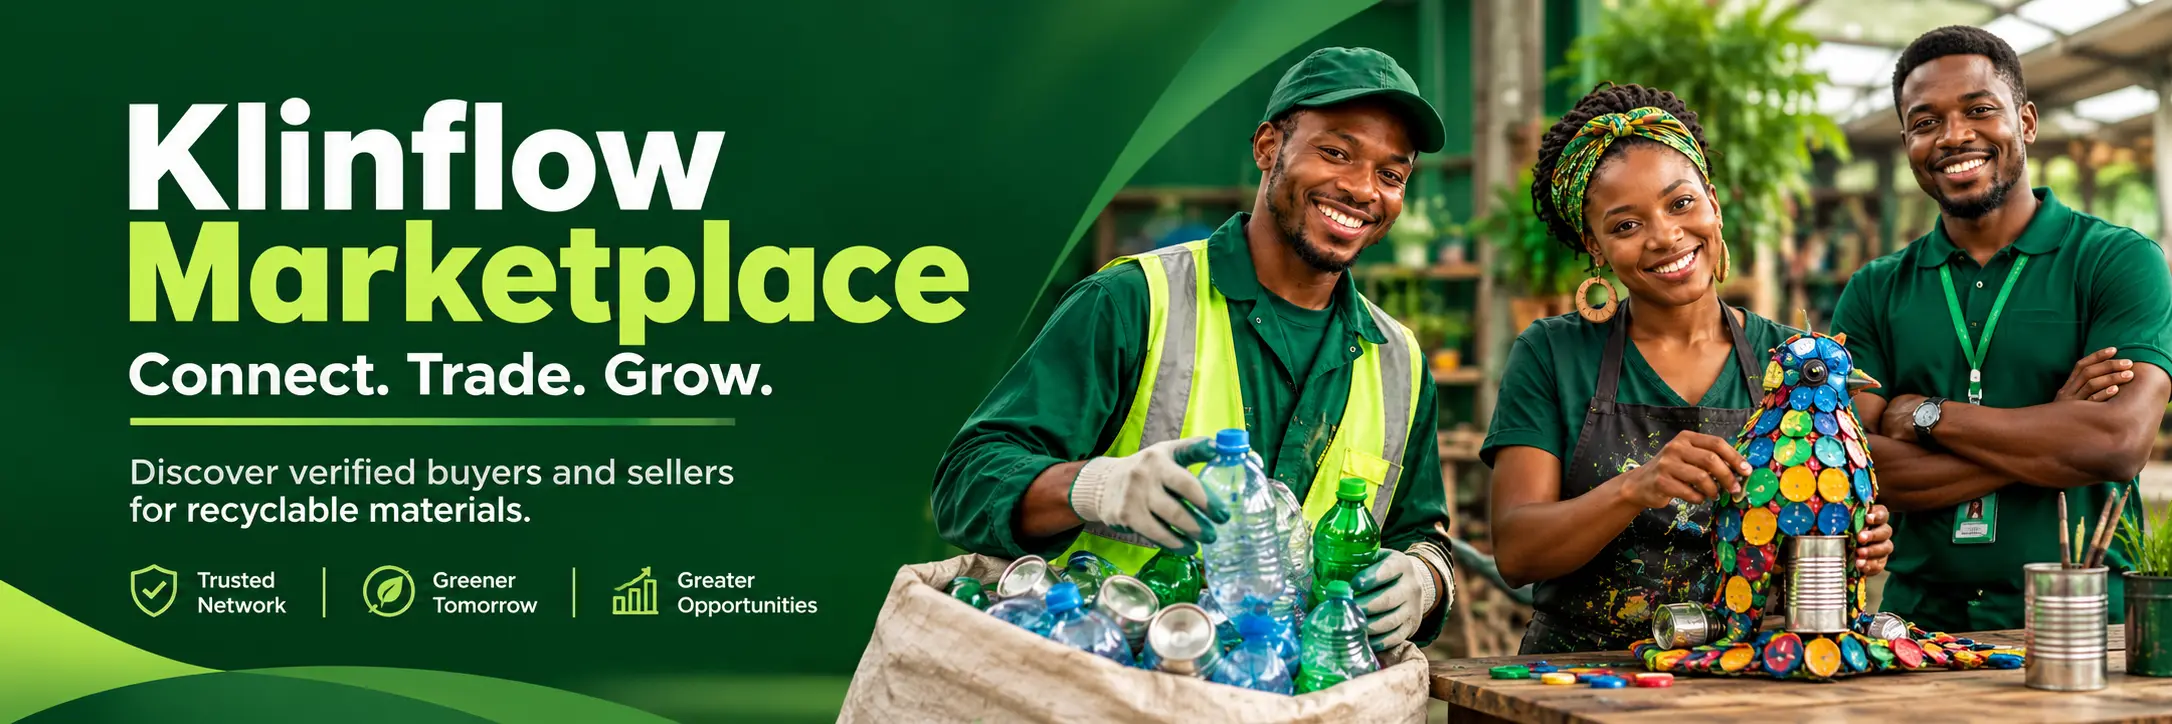 Klinflow
Marketplace
Connect. Trade. Grow.
Discover verified buyers and sellers
for recyclable materials.
Trusted
Network
Greener
Tomorrow
Greater
Opportunities